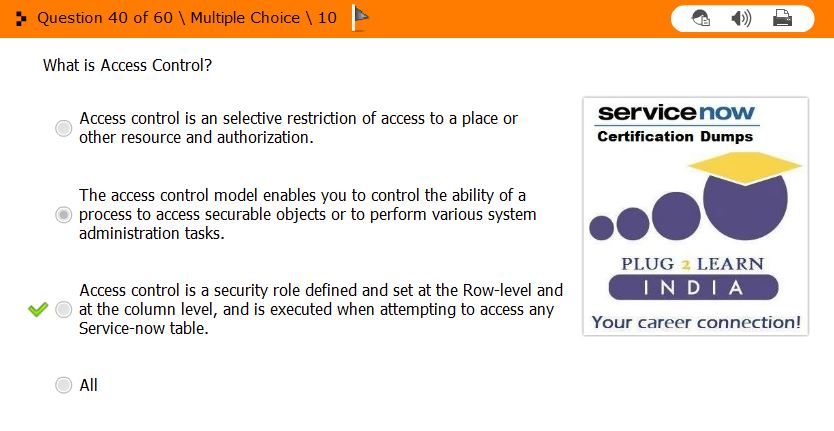 Question 40 of 60 \ Multiple Choice \ 10
What is Access Control?
Access control is an selective restriction of access to a place or
other resource and authorization.
The access control model enables you to control the ability of a
process to access securable objects or to perform various system
administration tasks.
Access control is a security role defined and set at the Row-level and
at the column level, and is executed when attempting to access any
Service-now table.
All
servicenow
Certification Dumps
PLUG 2 LEARN
INDIA
Your career connection!